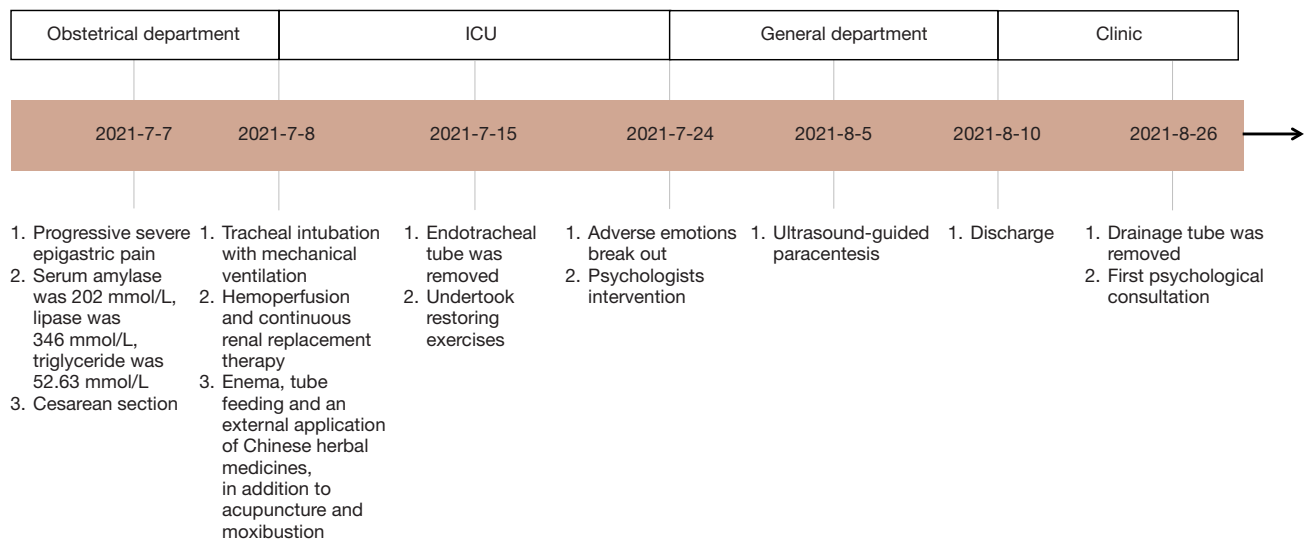 Obstetrical department
ICU
General department
Clinic
2021-7-7
2021-7-8
2021-7-15
2021-7-24
2021-8-5
2021-8-10
2021-8-26
1. Progressive severe
epigastric pain
2. Serum amylase
was 202 mmol/L,
lipase was
346 mmol/L,
triglyceride was
52.63 mmol/L
3. Cesarean section
1. Tracheal intubation
with mechanical
ventilation
2. Hemoperfusion
and continuous
renal replacement
therapy
3. Enema, tube
feeding and an
external application
of Chinese herbal
medicines,
in addition to
acupuncture and
moxibustion
1. Endotracheal
tube was
removed
2. Undertook
restoring
exercises
1. Adverse emotions
break out
2. Psychologists
intervention
1. Ultrasound-guided
paracentesis
1. Discharge
1. Drainage tube was
removed
2. First psychological
consultation